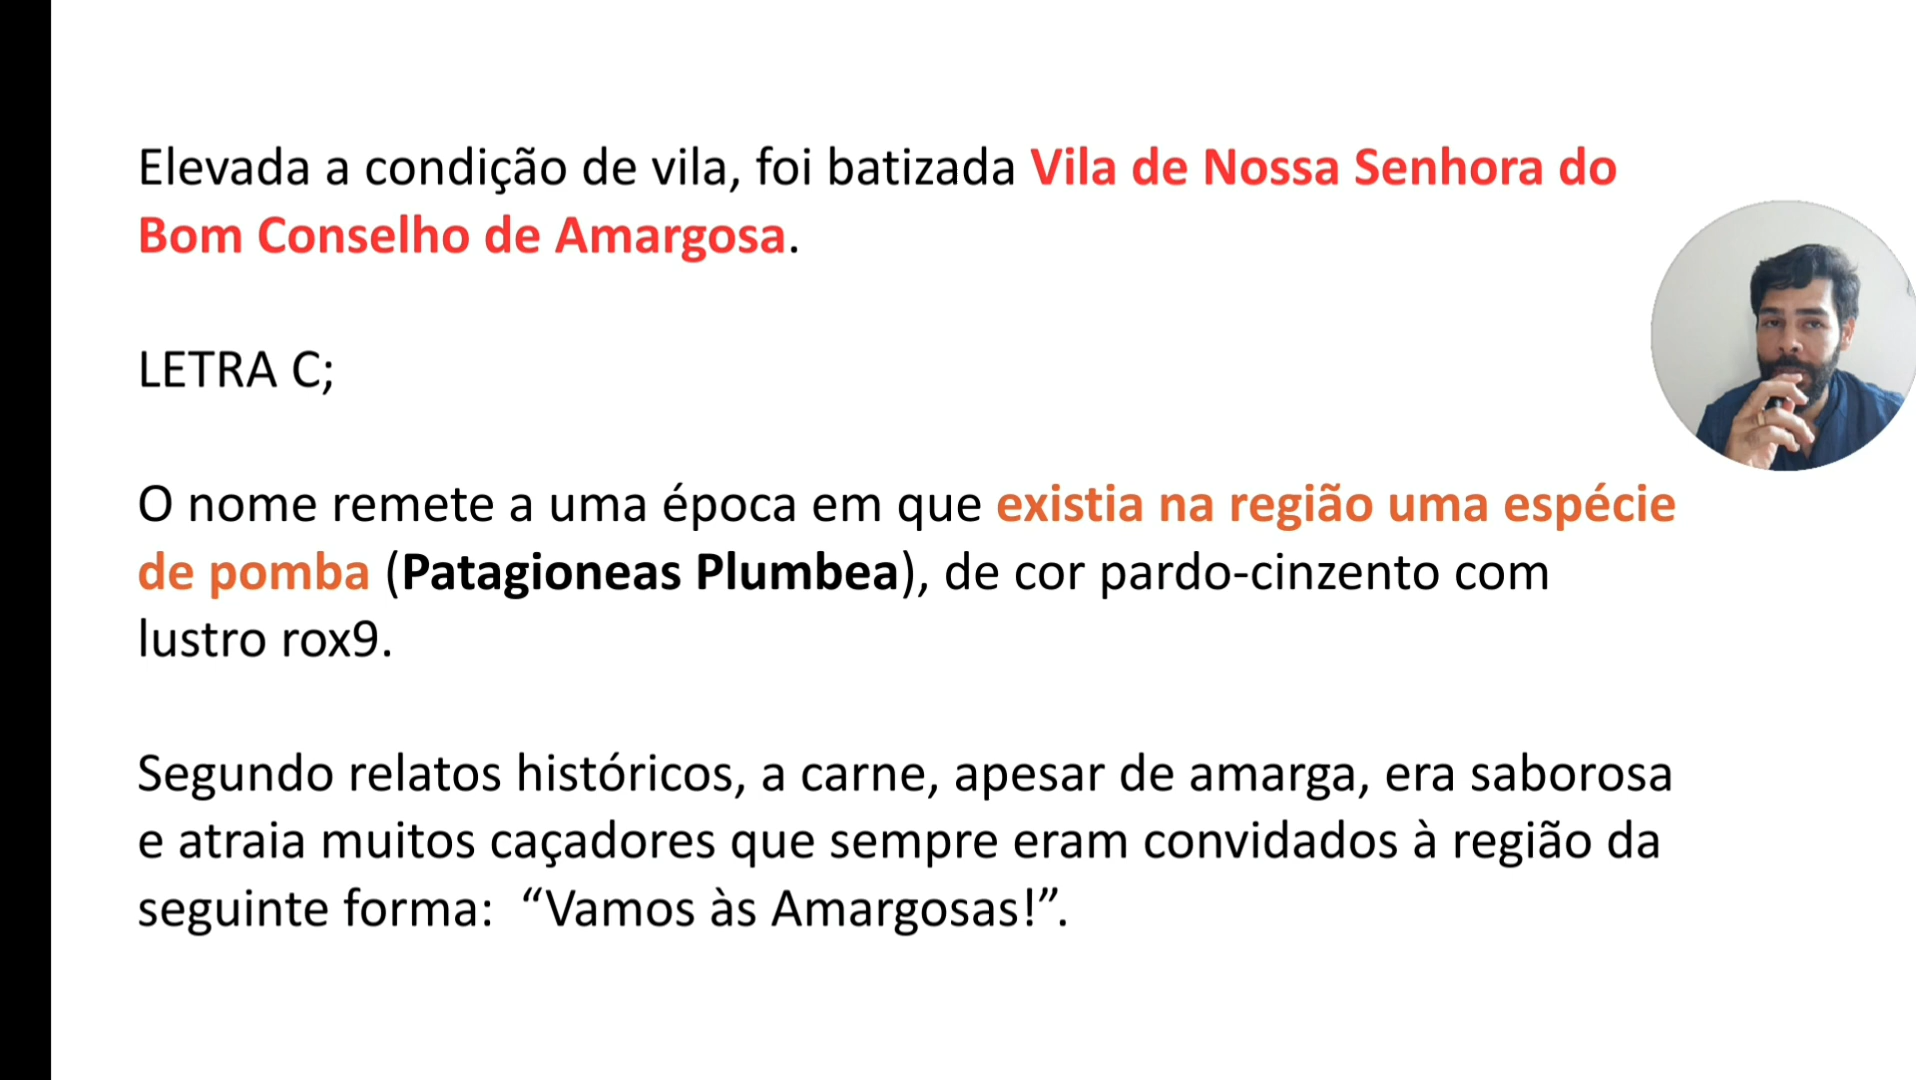 Elevada a condição de vila, foi batizada Vila de Nossa Senhora do
Bom Conselho de Amargosa.
LETRA C;
O nome remete a uma época em que existia na região uma espécie
de pomba (Patagioneas Plumbea), de cor pardo-cinzento com
lustro rox9.
Segundo relatos históricos, a carne, apesar de amarga, era saborosa
e atraia muitos caçadores que sempre eram convidados à região da
seguinte forma:  “Vamos às Amargosas!”.